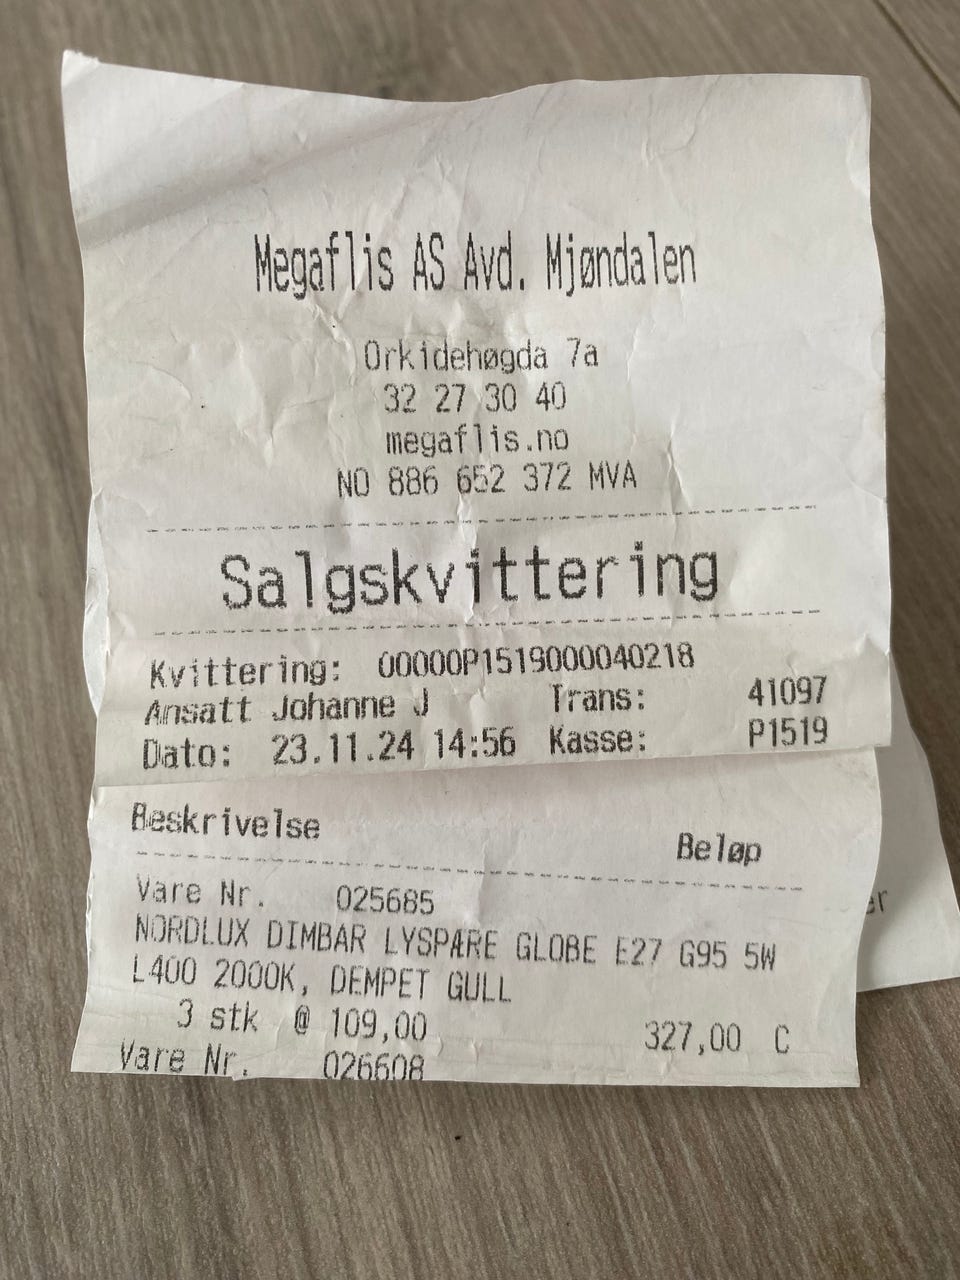 Megaflis AS Avd. Mjøndalen
Orkidehøgda 7a
32 27 30 40
megaflis.no
NO 886 652 372 MVA
Salgskvittering
Kvittering: 00000P1519000040218
Ansatt Johanne J Trans: 41097
Dato: 23.11.24 14:56 Kasse: P1519
Beskrivelse Beløp
Vare Nr. 025685
NORDLUX DIMBAR LYSPÆRE GLOBE E27 G95 5W
L400 2000K, DEMPET GULL
3 stk @ 109,00 327,00 C
Vare Nr. 026608